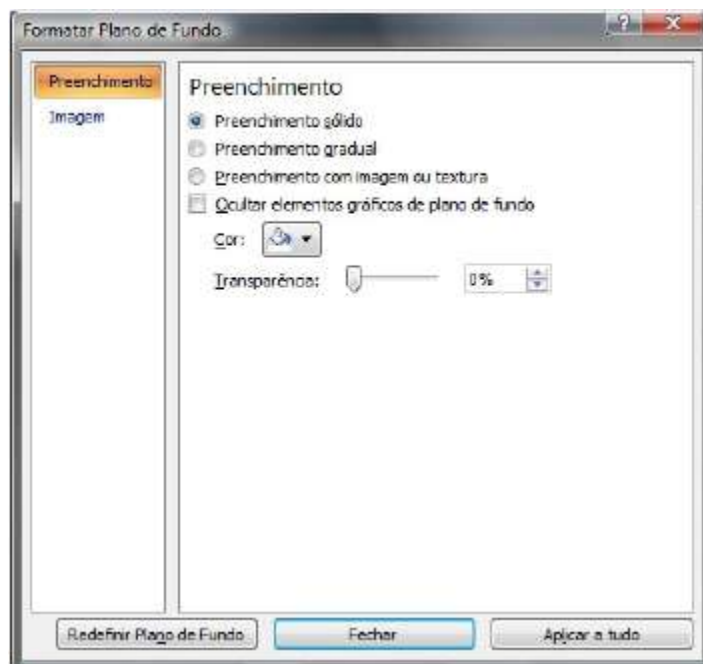 Formatar Plano de Fundo
Preenchimento
Imagem
Preenchimento
Preenchimento sólido
Preenchimento gradual
Preenchimento com imagem ou textura
Ocultar elementos gráficos de plano de fundo
Cor:
Transparência: 0%
Redefinir Plano de Fundo Fechar Aplicar a tudo